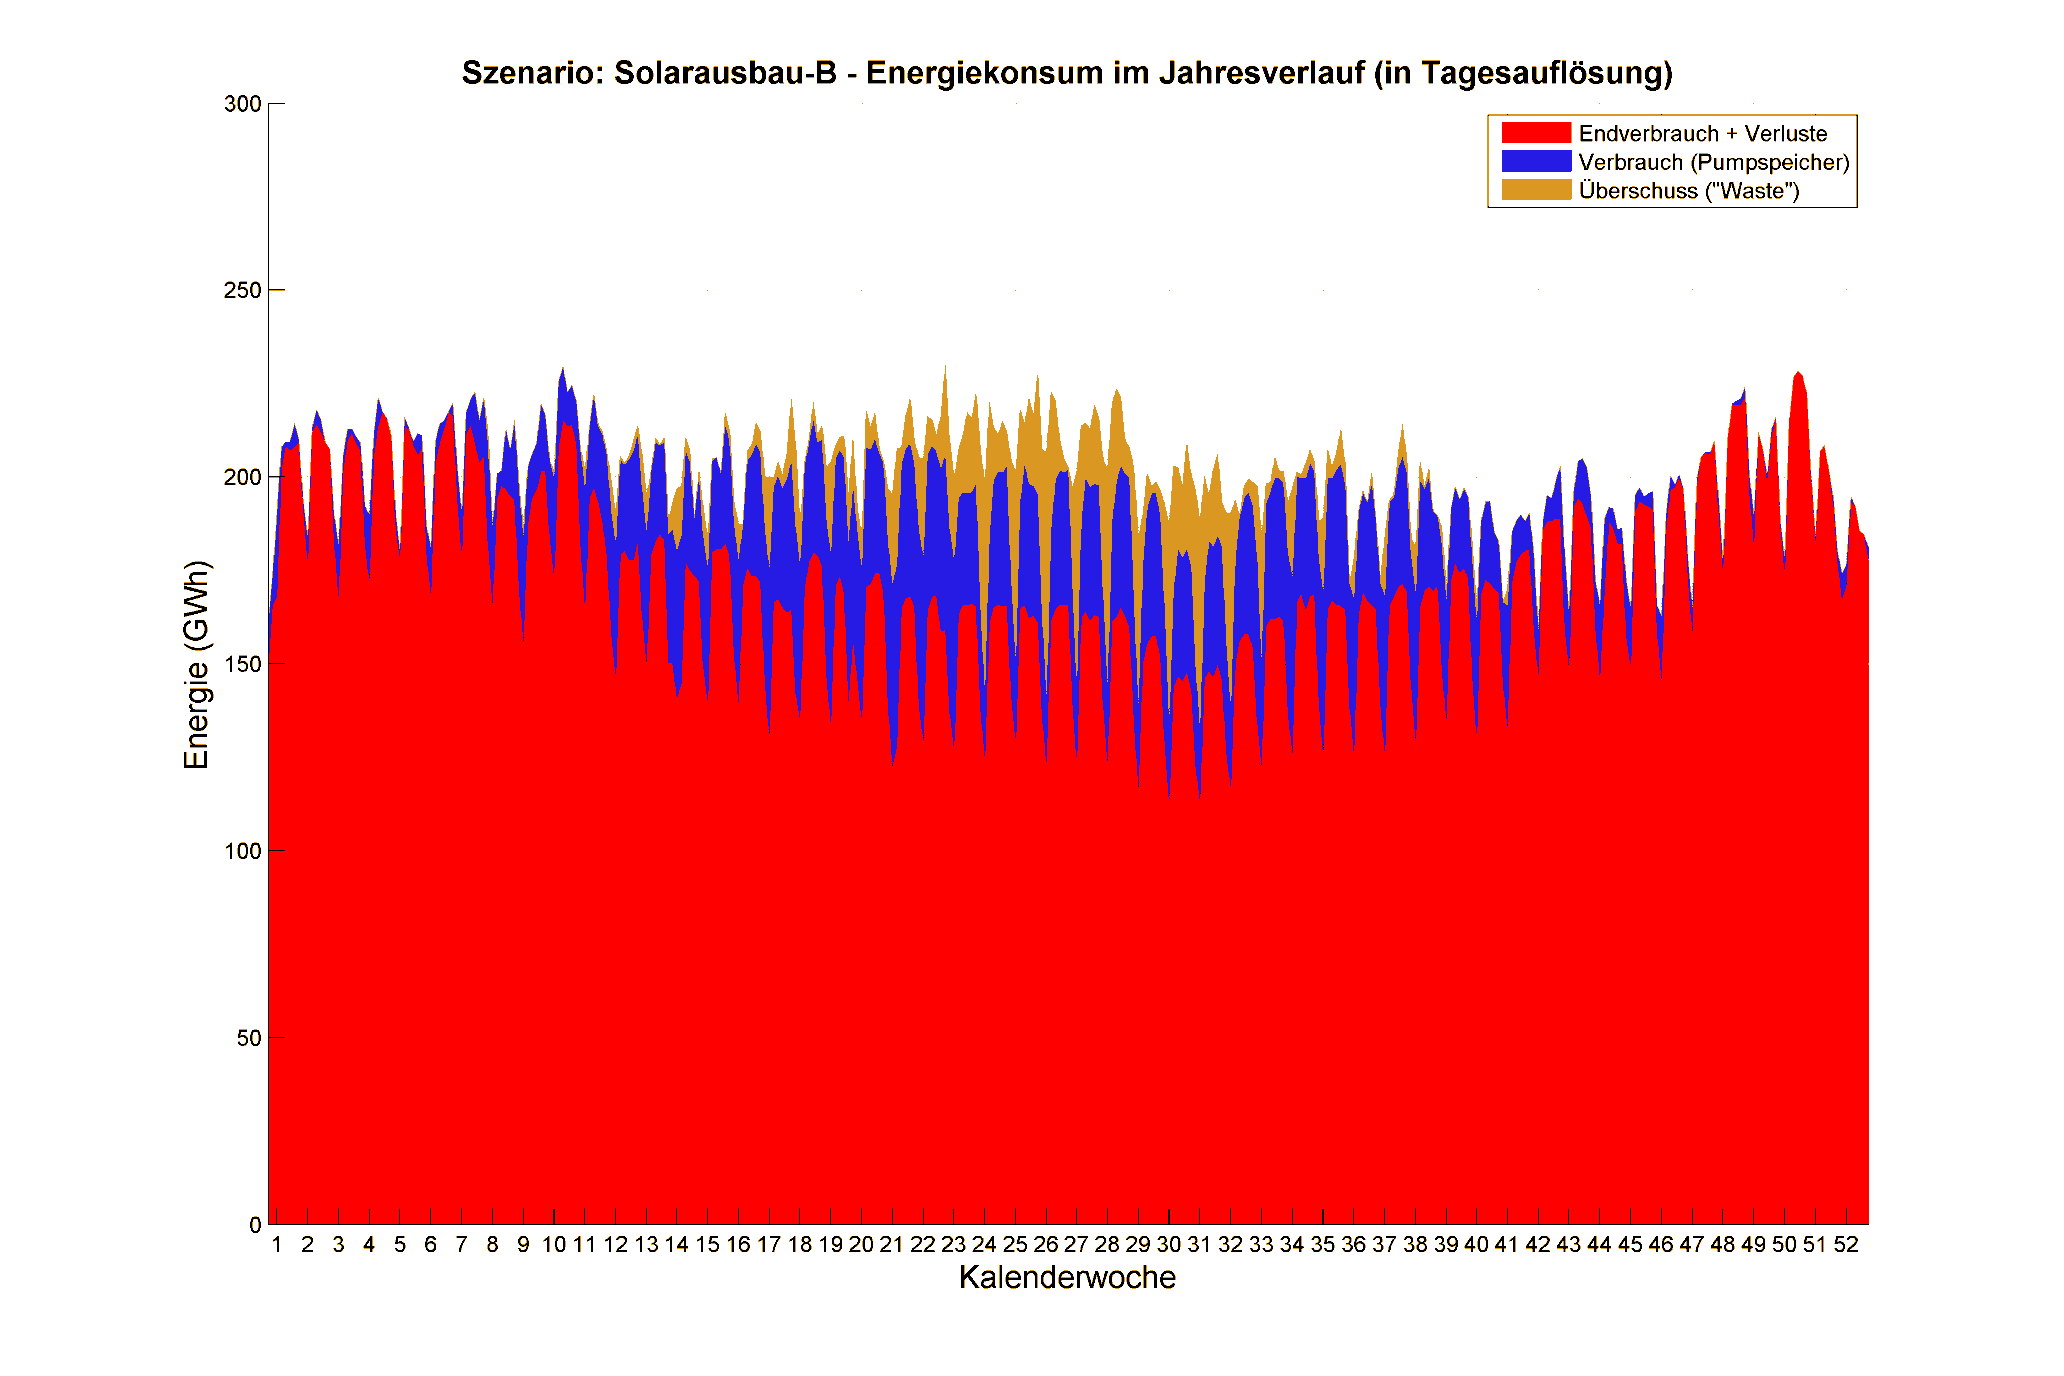 Szenario: Solarausbau-B - Energiekonsum im Jahresverlauf (in Tagesauflösung)
Endverbrauch + Verluste
Verbrauch (Pumpspeicher)
Überschuss ("Waste")
300
250
200
150
100
50
0
Energie (GWh)
1 2 3 4 5 6 7 8 9 10 11 12 13 14 15 16 17 18 19 20 21 22 23 24 25 26 27 28 29 30 31 32 33 34 35 36 37 38 39 40 41 42 43 44 45 46 47 48 49 50 51 52
Kalenderwoche